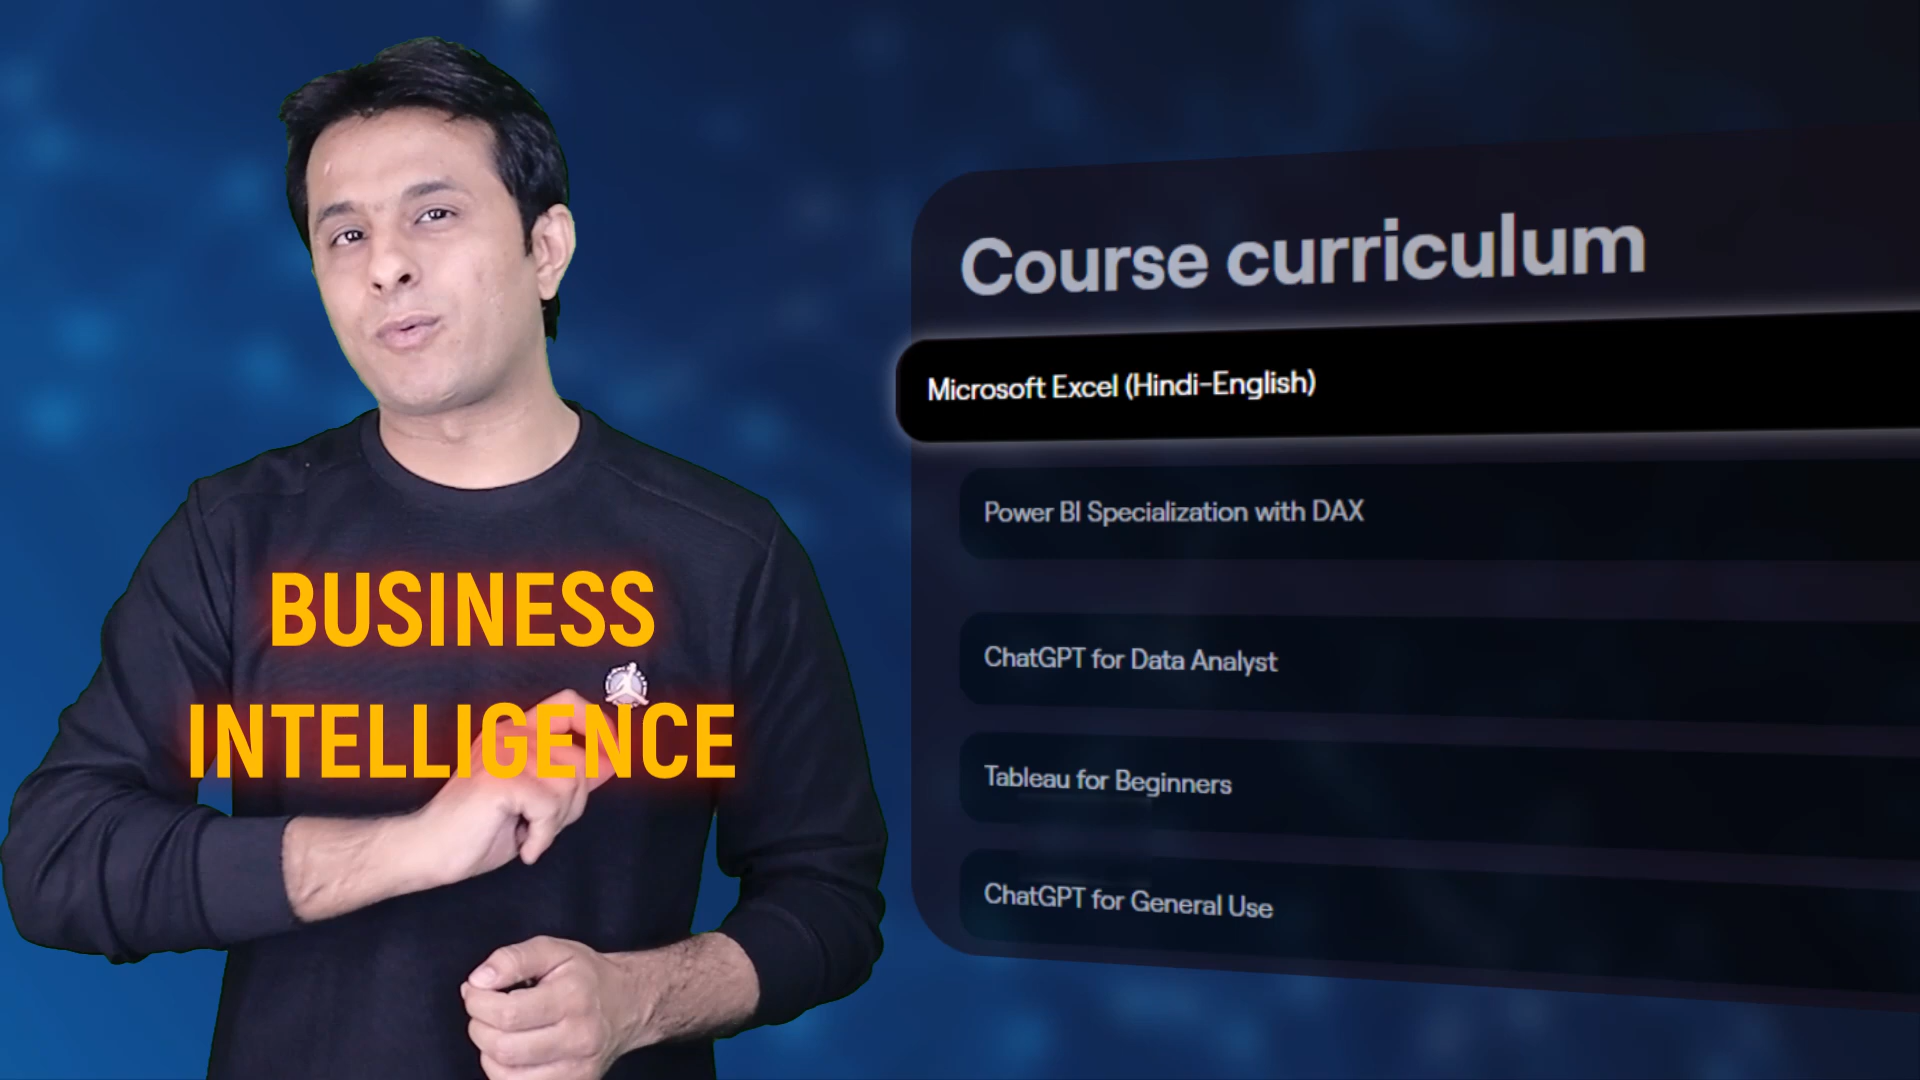 BUSINESS
INTELLIGENCE
Course curriculum
Microsoft Excel (Hindi-English)
Power BI Specialization with DAX
ChatGPT for Data Analyst
Tableau for Beginners
ChatGPT for General Use